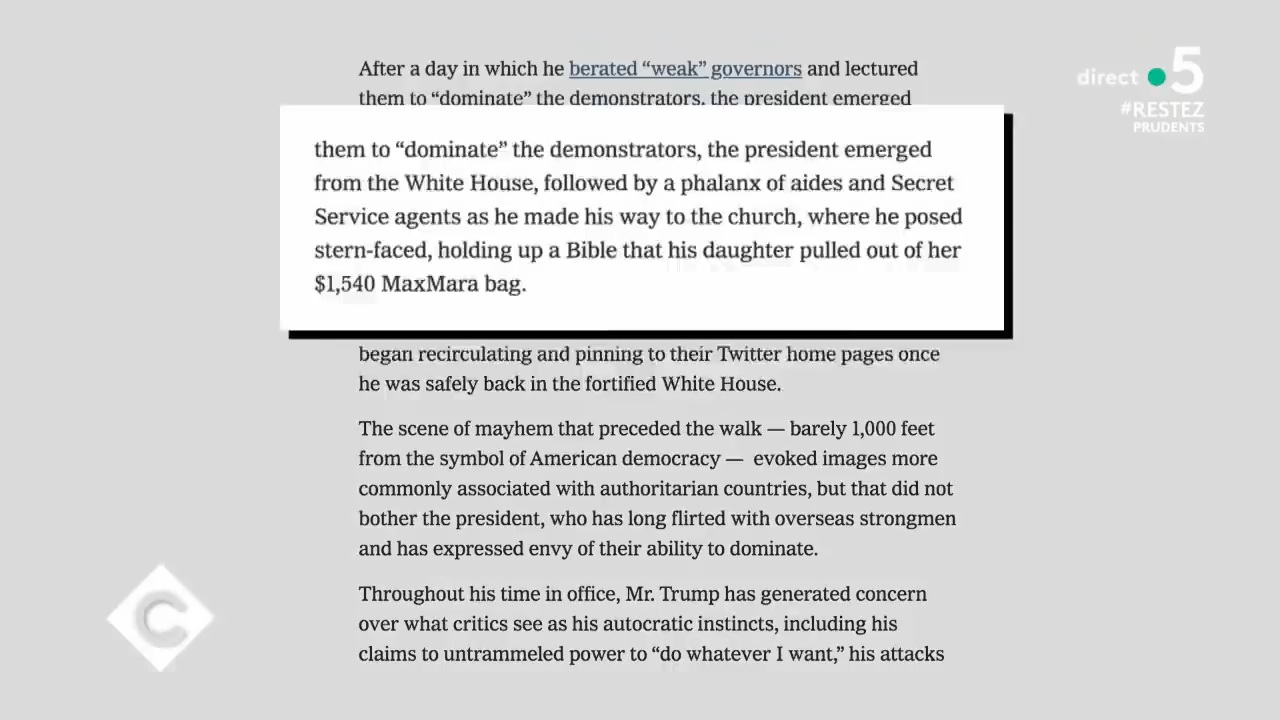 After a day in which he berated “weak” governors and lectured
them to “dominate” the demonstrators, the president emerged
them to “dominate” the demonstrators, the president emerged
from the White House, followed by a phalanx of aides and Secret
Service agents as he made his way to the church, where he posed
stern-faced, holding up a Bible that his daughter pulled out of her
$1,540 MaxMara bag.
began recirculating and pinning to their Twitter home pages once
he was safely back in the fortified White House.
The scene of mayhem that preceded the walk — barely 1,000 feet
from the symbol of American democracy — evoked images more
commonly associated with authoritarian countries, but that did not
bother the president, who has long flirted with overseas strongmen
and has expressed envy of their ability to dominate.
Throughout his time in office, Mr. Trump has generated concern
over what critics see as his autocratic instincts, including his
claims to untrammeled power to “do whatever I want,” his attacks
direct 5
#RESTEZ
PRUDENTS
C